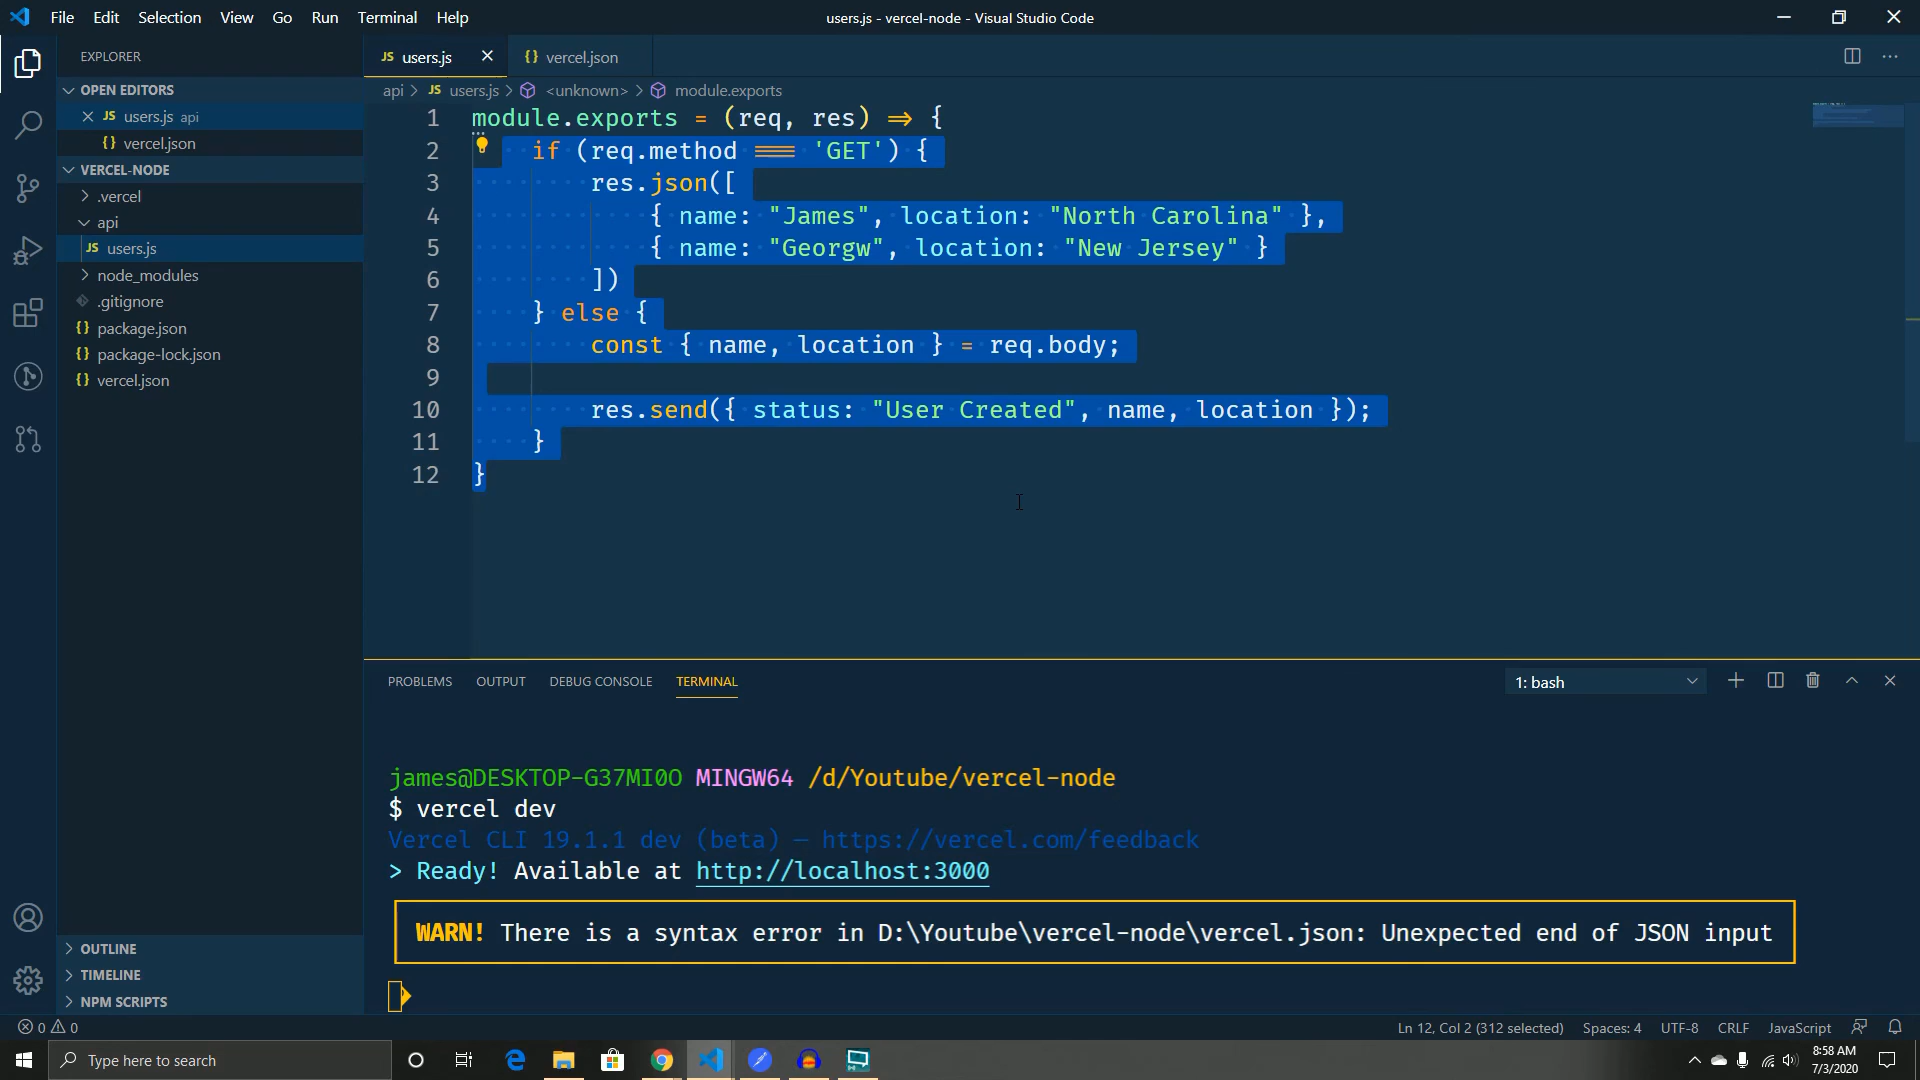 File Edit Selection View Go Run Terminal Help
users.js - vercel-node - Visual Studio Code
EXPLORER
OPEN EDITORS
JS users.js api
{} vercel.json
VERCEL-NODE
.vercel
api
JS users.js
node_modules
.gitignore
{} package.json
{} package-lock.json
{} vercel.json
OUTLINE
TIMELINE
NPM SCRIPTS
JS users.js
{} vercel.json
api > JS users.js > <unknown> > module.exports
1 module.exports = (req, res) => {
2 if (req.method === 'GET') {
3 res.json([
4 { name: "James", location: "North Carolina" },
5 { name: "Georgw", location: "New Jersey" }
6 ])
7 } else {
8 const { name, location } = req.body;
9
10 res.send({ status: "User Created", name, location });
11 }
12 }
PROBLEMS OUTPUT DEBUG CONSOLE TERMINAL
1: bash
james@DESKTOP-G37MI0O MINGW64 /d/Youtube/vercel-node
$ vercel dev
Vercel CLI 19.1.1 dev (beta) — https://vercel.com/feedback
> Ready! Available at http://localhost:3000
WARN! There is a syntax error in D:\Youtube\vercel-node\vercel.json: Unexpected end of JSON input
0 0
Ln 12, Col 2 (312 selected) Spaces: 4 UTF-8 CRLF JavaScript
Type here to search
8:58 AM
7/3/2020